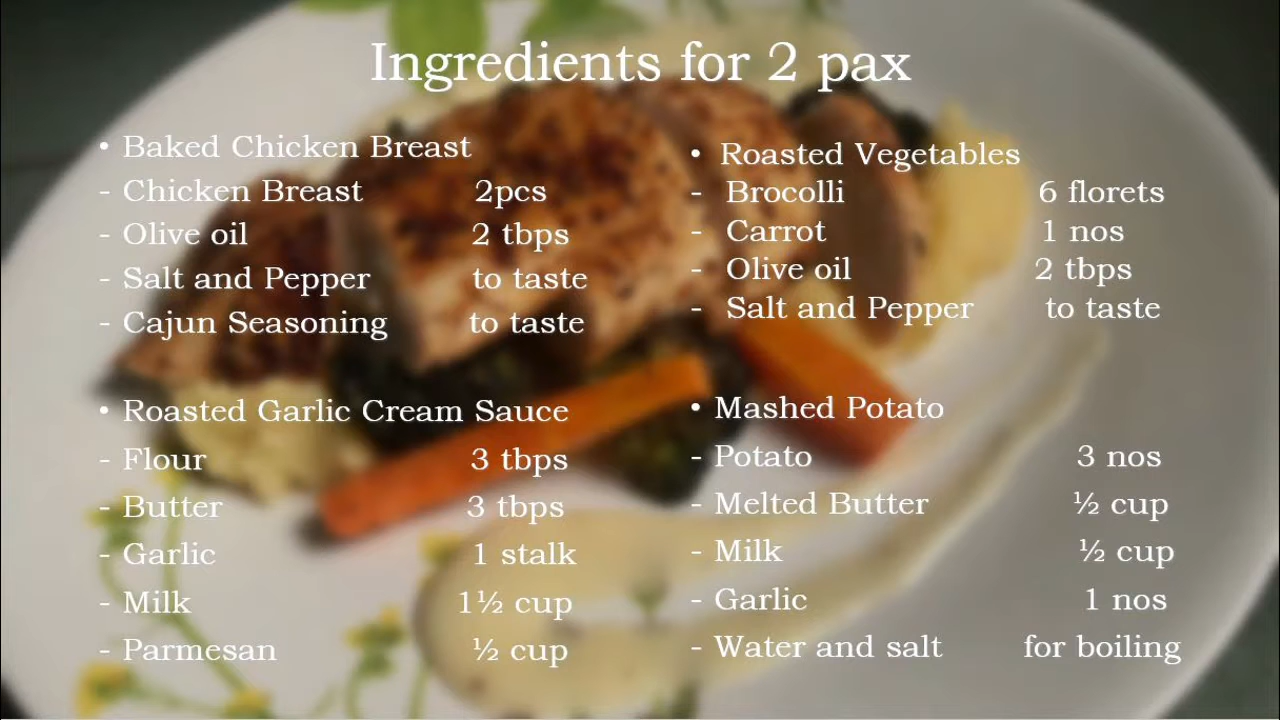 Ingredients for 2 pax
• Baked Chicken Breast
- Chicken Breast 2pcs
- Olive oil 2 tbps
- Salt and Pepper to taste
- Cajun Seasoning to taste
• Roasted Vegetables
- Brocolli 6 florets
- Carrot 1 nos
- Olive oil 2 tbps
- Salt and Pepper to taste
• Roasted Garlic Cream Sauce
- Flour 3 tbps
- Butter 3 tbps
- Garlic 1 stalk
- Milk 1½ cup
- Parmesan ½ cup
• Mashed Potato
- Potato 3 nos
- Melted Butter ½ cup
- Milk ½ cup
- Garlic 1 nos
- Water and salt for boiling